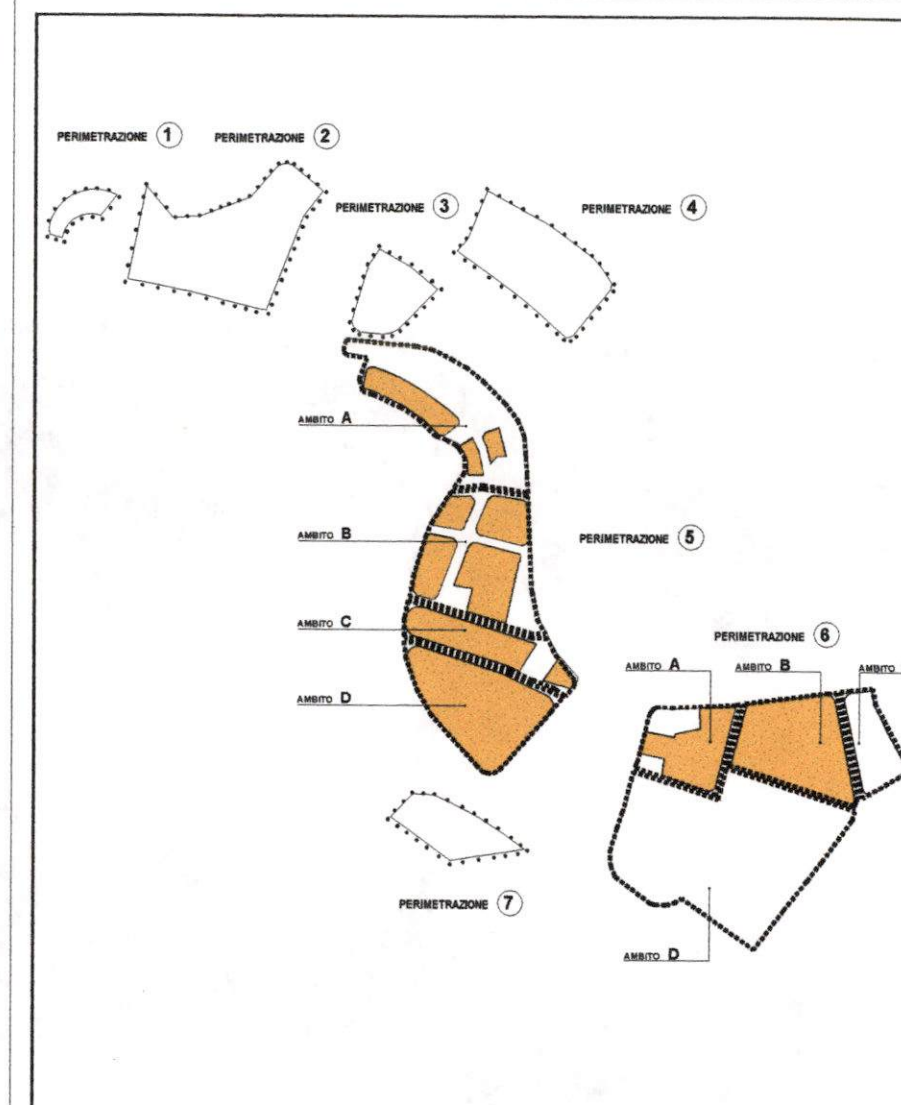 PERIMETRAZIONE 1
PERIMETRAZIONE 2
PERIMETRAZIONE 3
PERIMETRAZIONE 4
AMBITO A
AMBITO B
PERIMETRAZIONE 5
AMBITO C
PERIMETRAZIONE 6
AMBITO A
AMBITO B
AMBITO
AMBITO D
PERIMETRAZIONE 7
AMBITO D